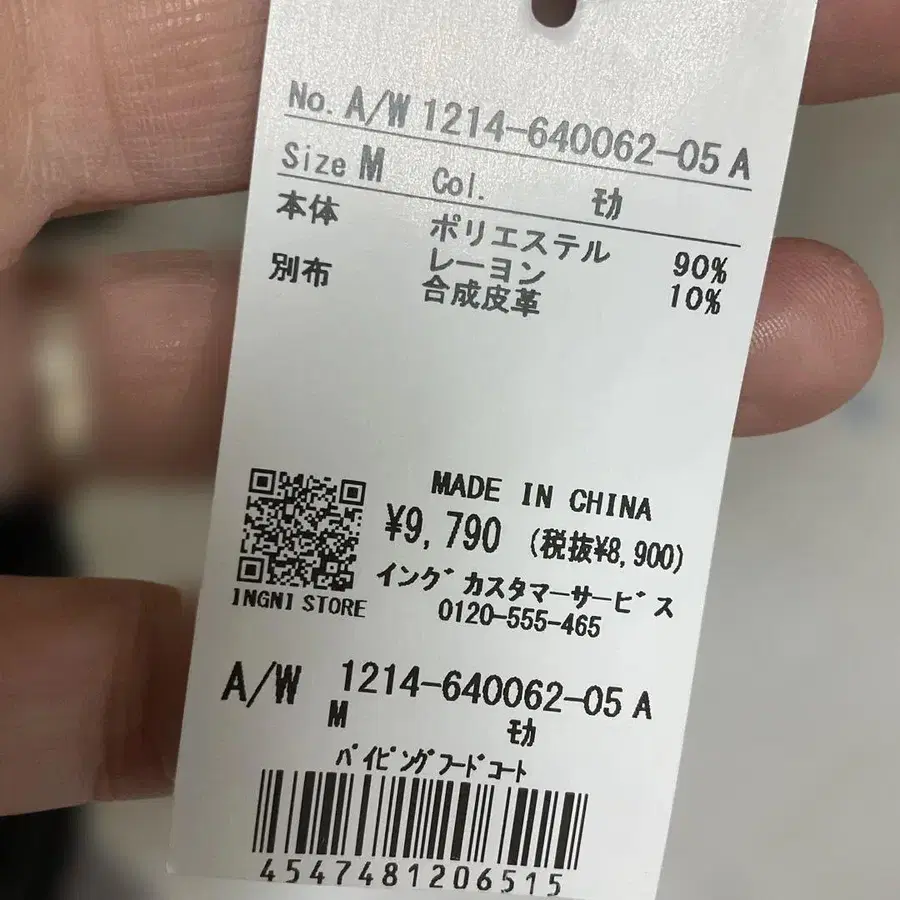 No. A/W 1214-640062-05 A
Size M Col. モカ
本体 ポリエステル 90%
レーヨン 10%
別布 合成皮革
MADE IN CHINA
¥9,790 (税抜¥8,900)
イング カスタマーサービス
0120-555-465
INGNI STORE
A/W 1214-640062-05 A
M モカ
パイピングフードコート
4547481206515